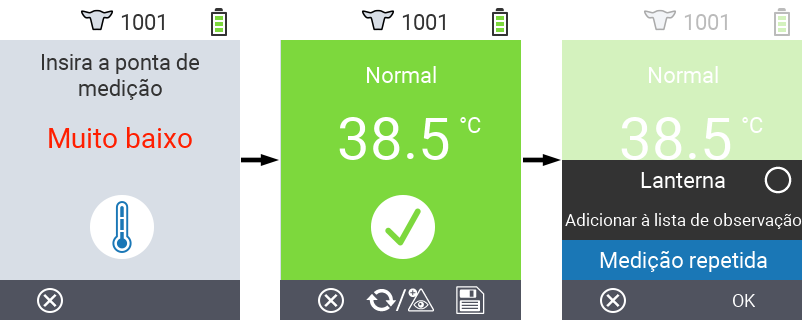 1001
Insira a ponta de
medição
Muito baixo
1001
Normal
38.5 °C
1001
Normal
38.5 °C
Lanterna
Adicionar à lista de observação
Medição repetida
OK